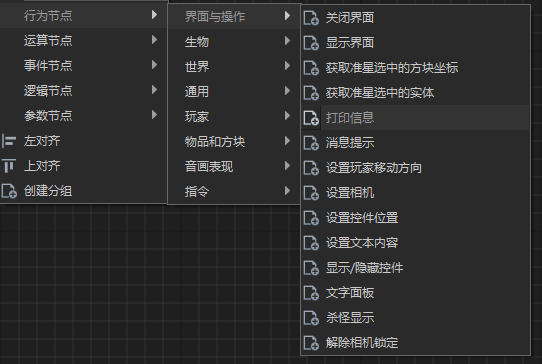 行为节点
运算节点
事件节点
逻辑节点
参数节点
左对齐
上对齐
创建分组
界面与操作
生物
世界
通用
玩家
物品和方块
音画表现
指令
关闭界面
显示界面
获取准星选中的方块坐标
获取准星选中的实体
打印信息
消息提示
设置玩家移动方向
设置相机
设置控件位置
设置文本内容
显示/隐藏控件
文字面板
杀怪显示
解除相机锁定